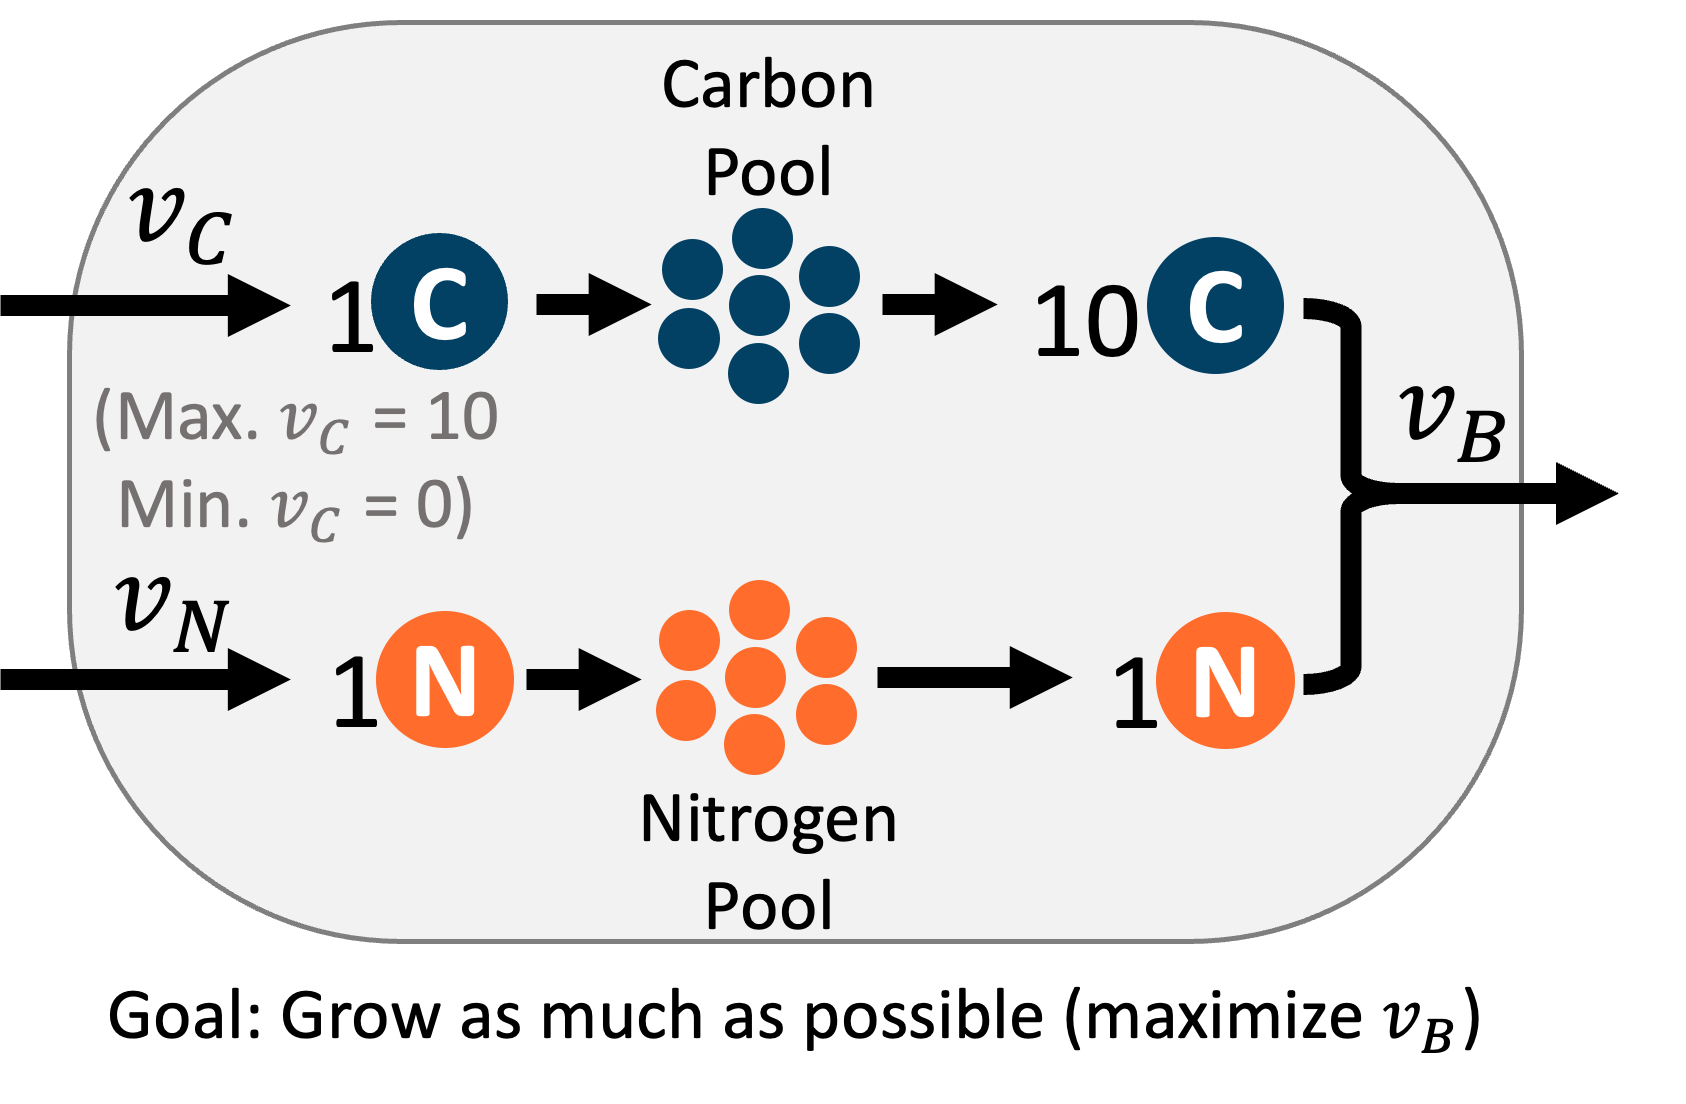 Carbon
Pool
v_C
1 C
10 C
(Max. v_C = 10
Min. v_C = 0)
v_B
v_N
1 N
1 N
Nitrogen
Pool
Goal: Grow as much as possible (maximize v_B)